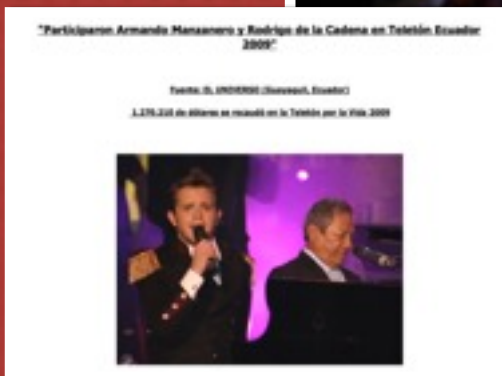 "Participaron Armando Manzanero y Rodrigo de la Cadena en Teletón Ecuador
2009"
Fuente: EL UNIVERSO (Guayaquil, Ecuador)
1.270.210 de dólares se recaudó en la Teletón por la Vida 2009